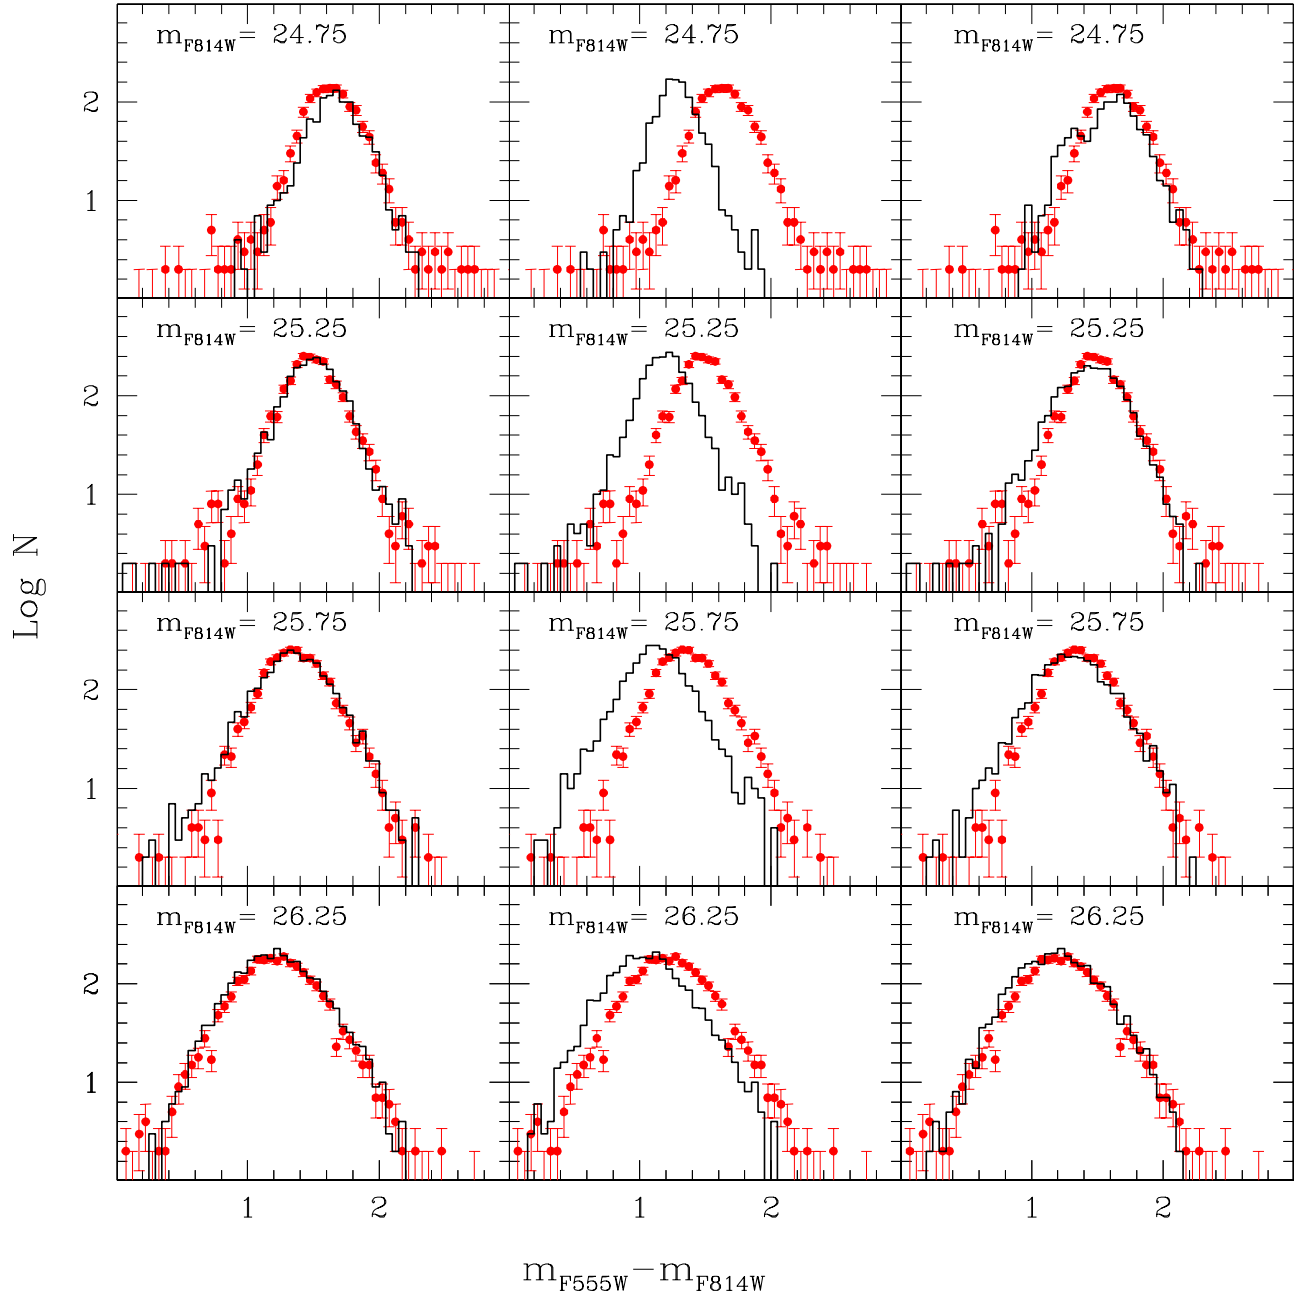 m_F814W= 24.75 m_F814W= 24.75 m_F814W= 24.75
2
1
m_F814W= 25.25 m_F814W= 25.25 m_F814W= 25.25
2
1
Log N
m_F814W= 25.75 m_F814W= 25.75 m_F814W= 25.75
2
1
m_F814W= 26.25 m_F814W= 26.25 m_F814W= 26.25
2
1
1 2 1 2 1 2
m_F555W−m_F814W